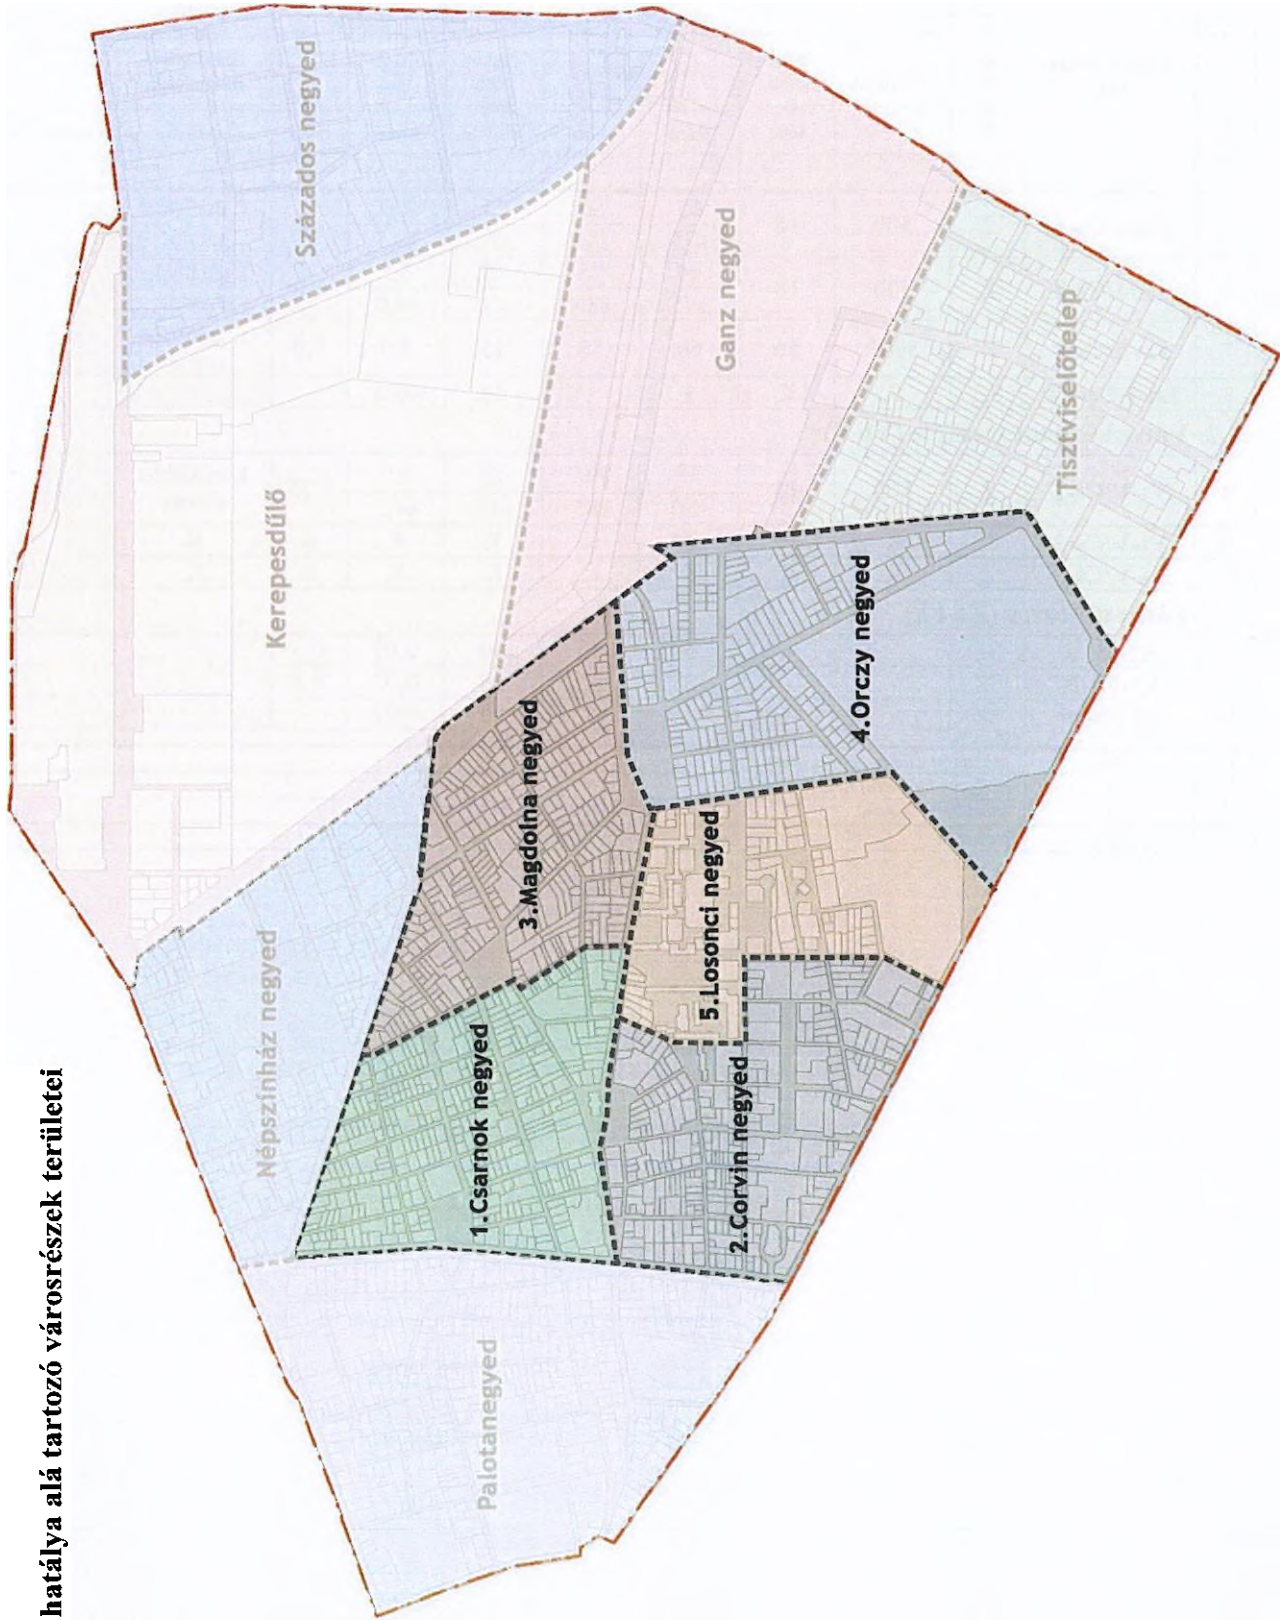 hatálya alá tartozó városrészek területei
Palotanegyed
Népszínház negyed
Kerepesdűlő
Százados negyed
1.Csarnok negyed
3.Magdolna negyed
Ganz negyed
2.Corvin negyed
5.Losonci negyed
4.Orczy negyed
Tisztviselőtelep